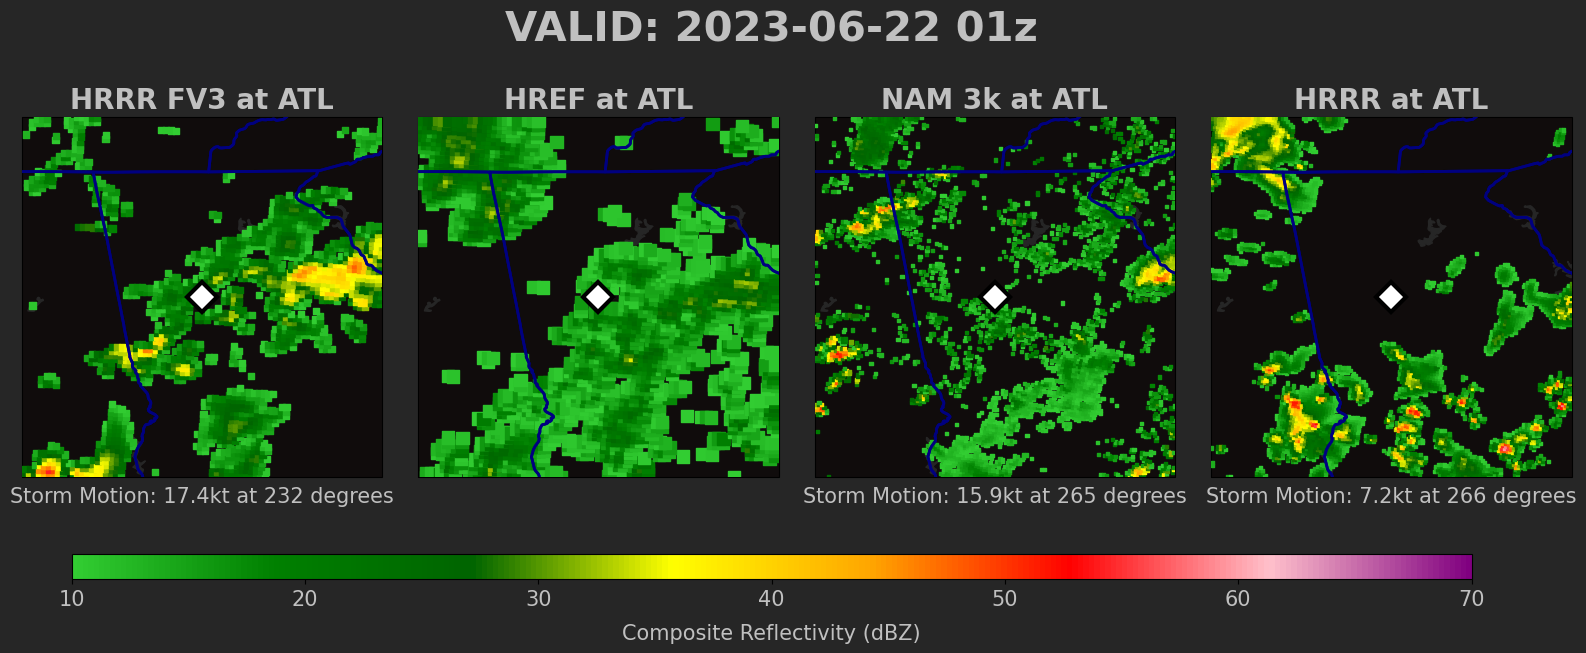 VALID: 2023-06-22 01z
HRRR FV3 at ATL
HREF at ATL
NAM 3k at ATL
HRRR at ATL
Storm Motion: 17.4kt at 232 degrees
Storm Motion: 15.9kt at 265 degrees
Storm Motion: 7.2kt at 266 degrees
10 20 30 40 50 60 70
Composite Reflectivity (dBZ)